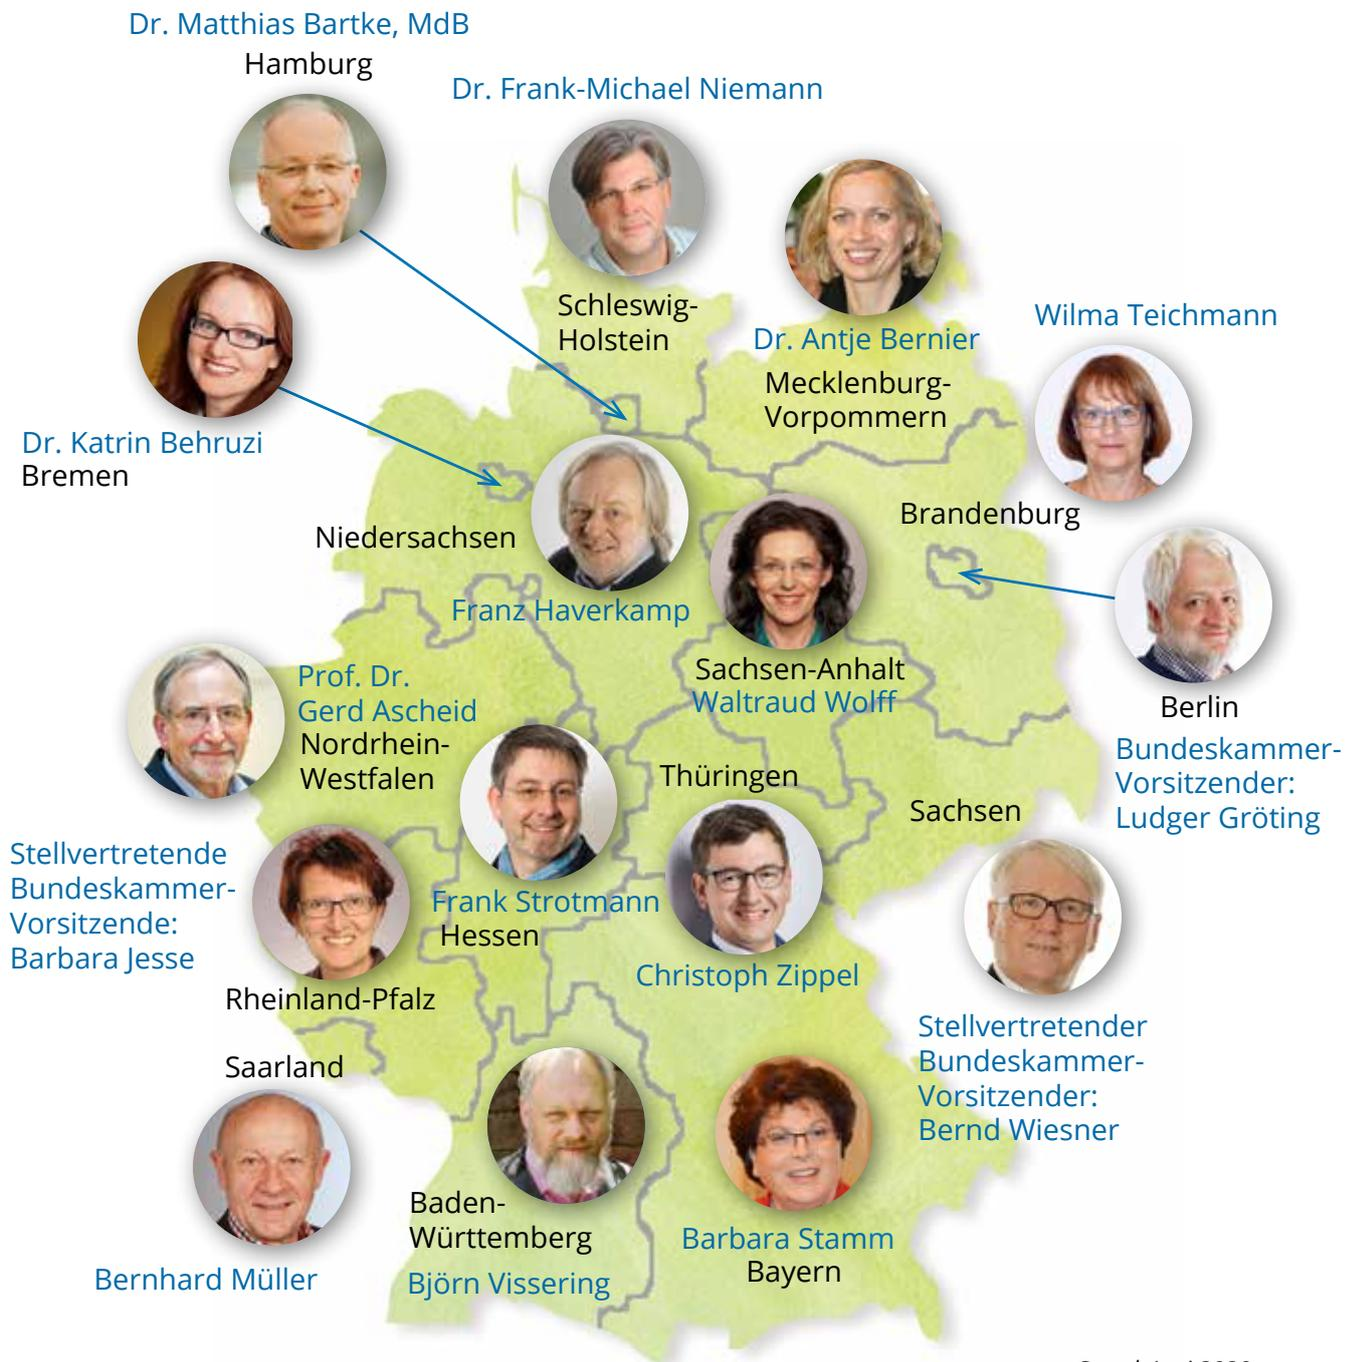 Dr. Matthias Bartke, MdB
Hamburg
Dr. Frank-Michael Niemann
Schleswig-
Holstein
Dr. Antje Bernier
Mecklenburg-
Vorpommern
Wilma Teichmann
Brandenburg
Dr. Katrin Behruzi
Bremen
Niedersachsen
Franz Haverkamp
Sachsen-Anhalt
Waltraud Wolff
Berlin
Bundeskammer-
Vorsitzender:
Ludger Gröting
Prof. Dr.
Gerd Ascheid
Nordrhein-
Westfalen
Thüringen
Christoph Zippel
Sachsen
Stellvertretender
Bundeskammer-
Vorsitzender:
Bernd Wiesner
Stellvertretende
Bundeskammer-
Vorsitzende:
Barbara Jesse
Rheinland-Pfalz
Frank Strotmann
Hessen
Saarland
Bernhard Müller
Baden-
Württemberg
Björn Vissering
Barbara Stamm
Bayern